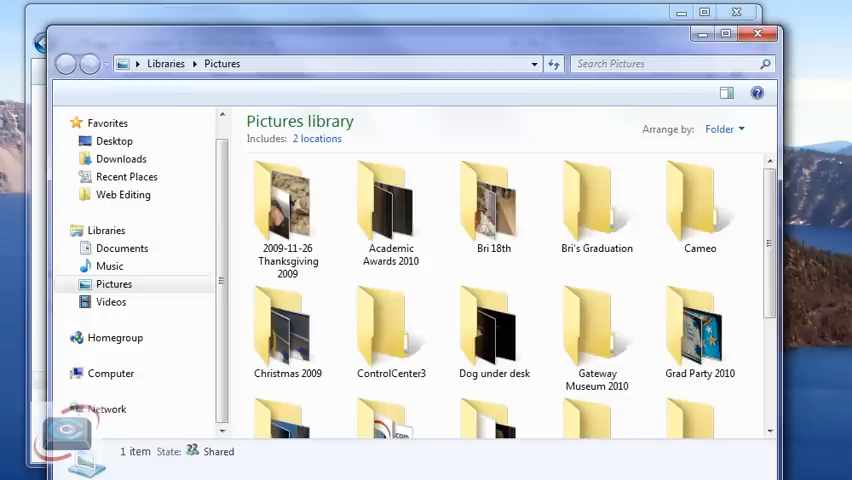 Libraries
Pictures
Search Pictures
Favorites
Desktop
Downloads
Recent Places
Web Editing
Libraries
Documents
Music
Pictures
Videos
Homegroup
Computer
Network
Pictures library
Includes: 2 locations
Arrange by: Folder
2009-11-26
Thanksgiving
2009
Academic
Awards 2010
Bri 18th
Bri's Graduation
Cameo
Christmas 2009
ControlCenter3
Dog under desk
Gateway
Museum 2010
Grad Party 2010
.com
1 item State: Shared